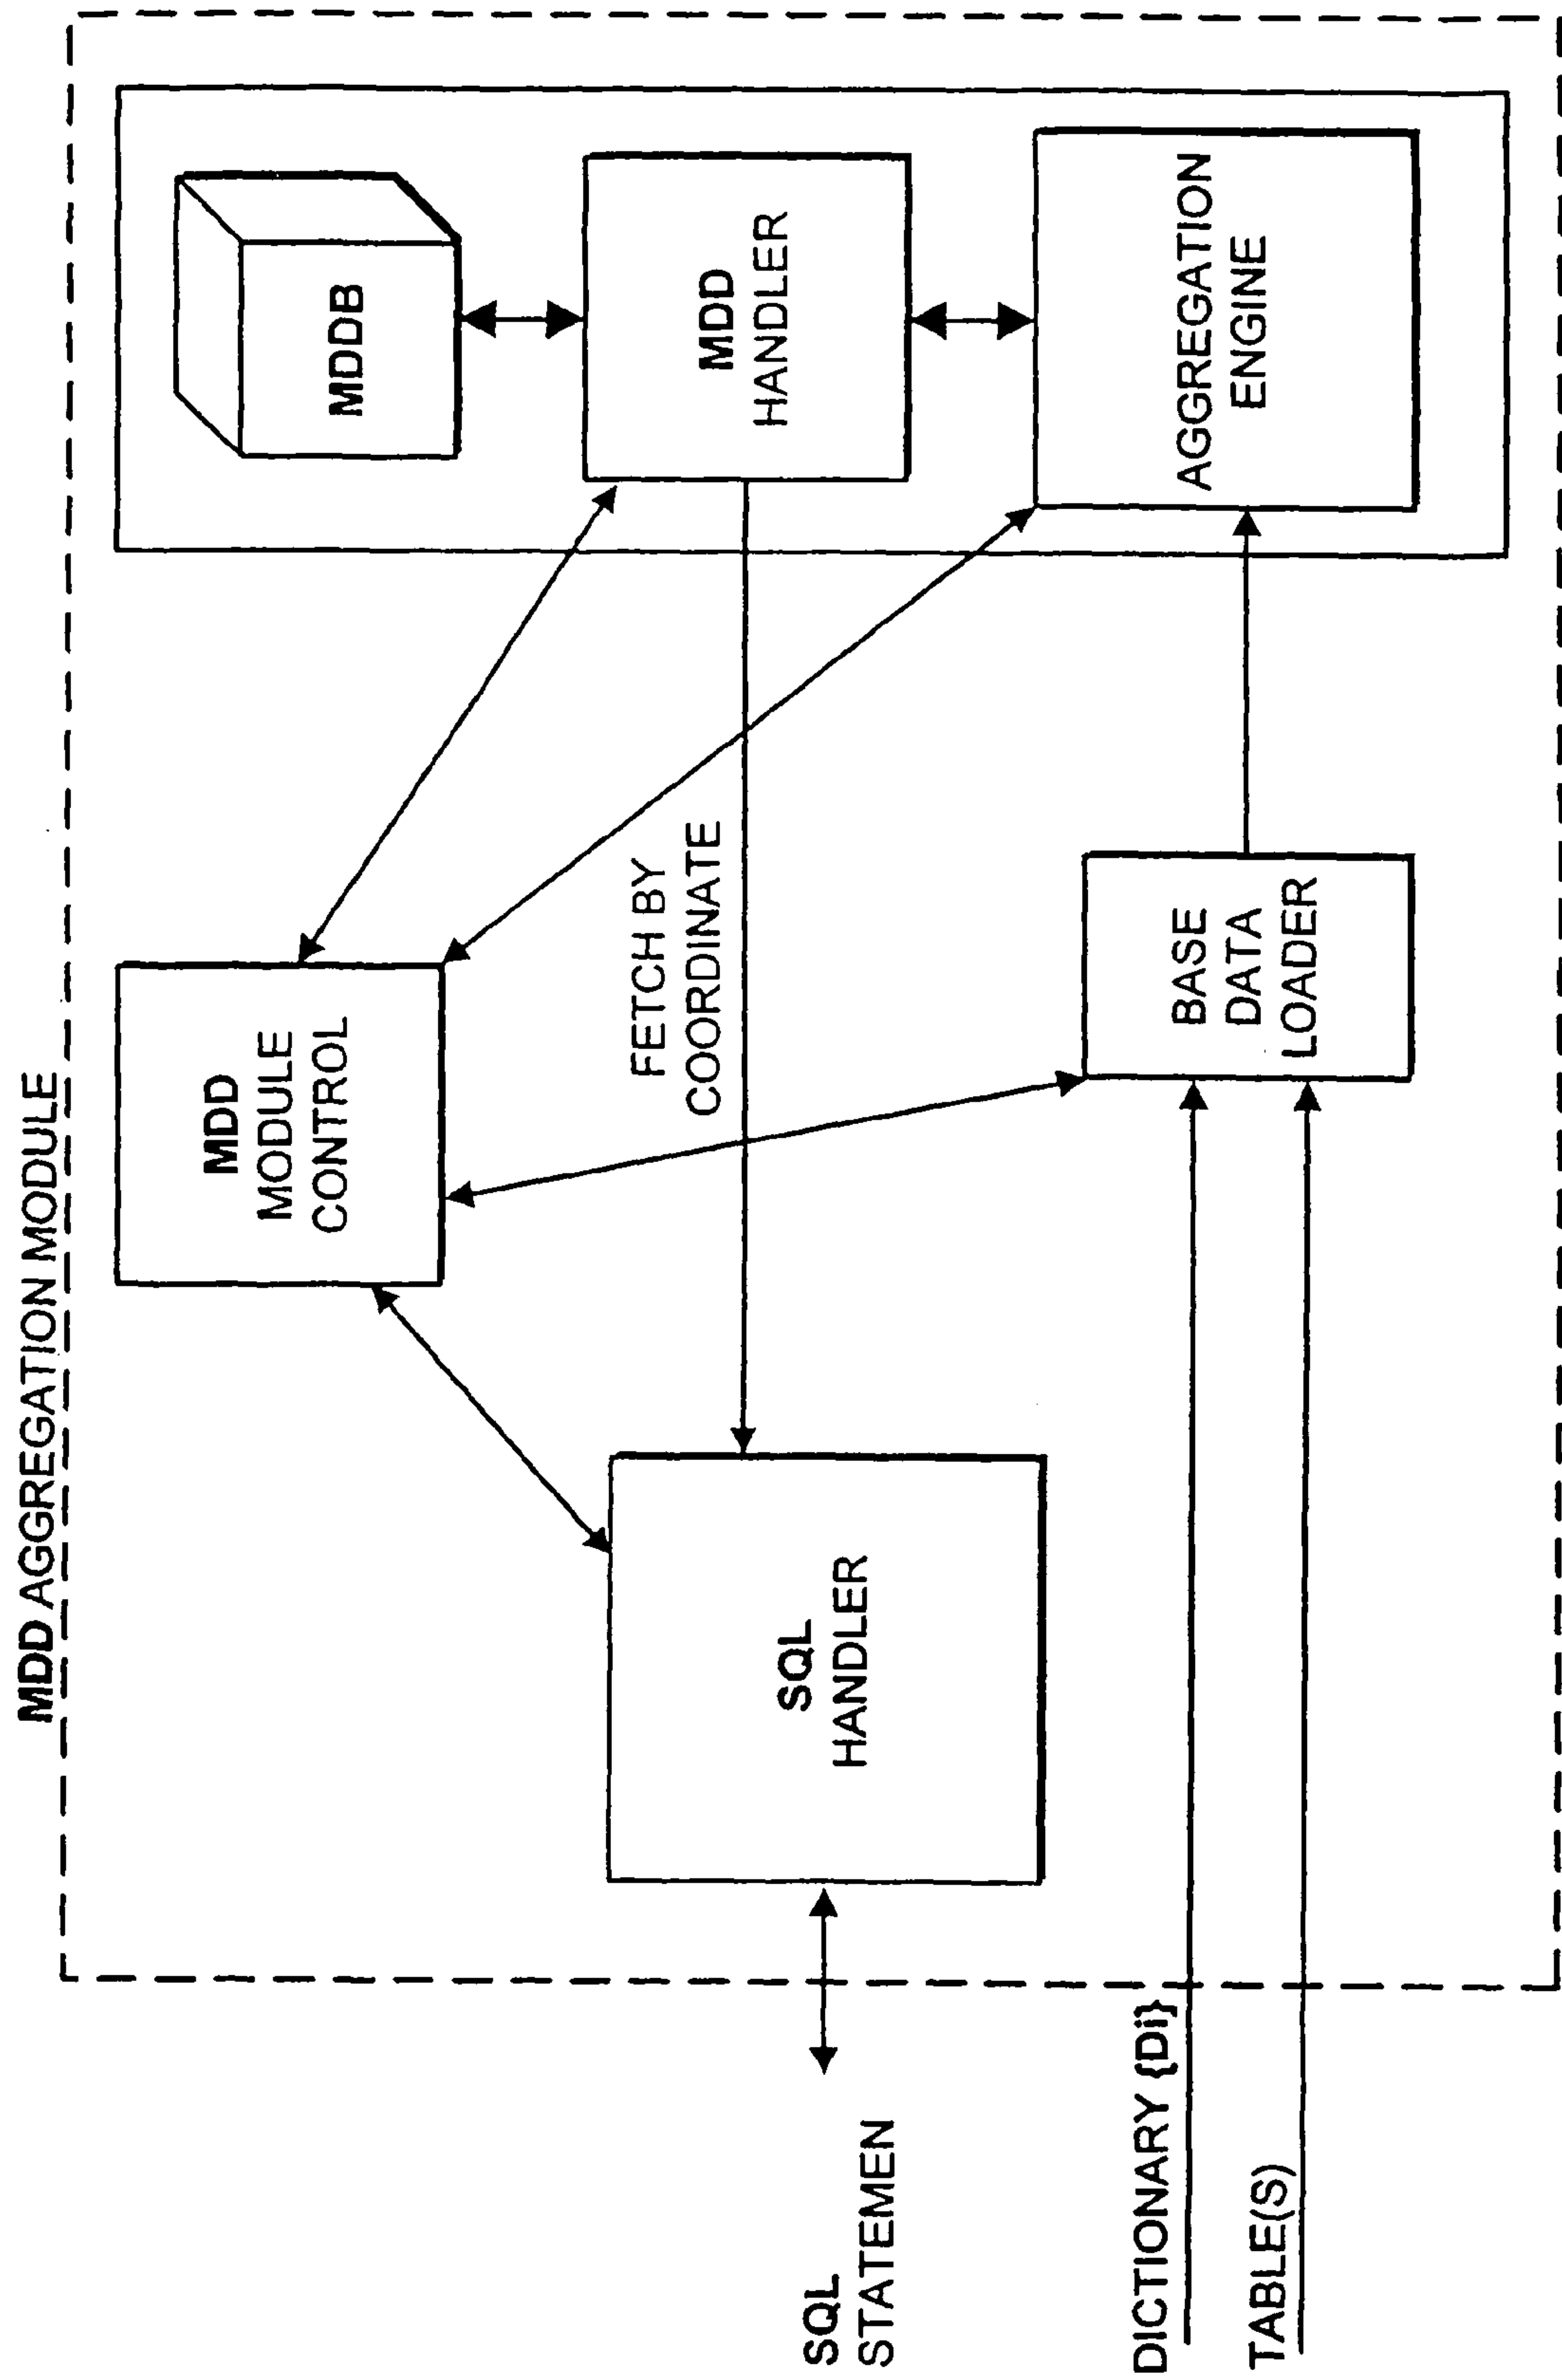 MDD AGGREGATION MODULE
MDD
MODULE
CONTROL
MDDB
FETCH BY
COORDINATE
MDD
HANDLER
SQL
HANDLER
SQL
STATEMEN
BASE
DATA
LOADER
AGGREGATION
ENGINE
DICTIONARY {Di}
TABLE(S)